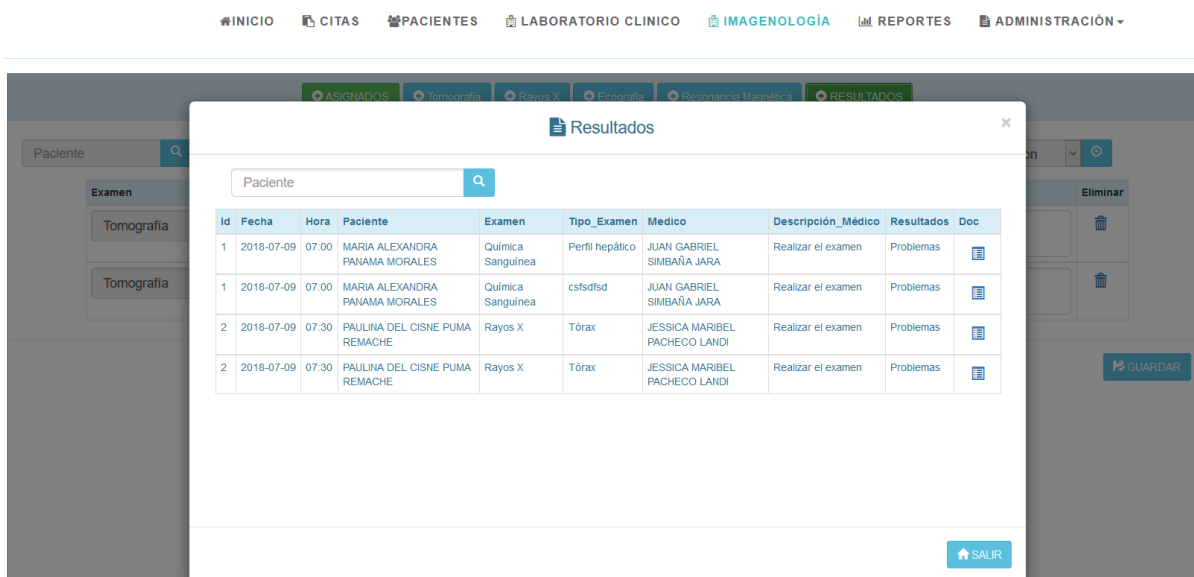 INICIO CITAS PACIENTES LABORATORIO CLINICO IMAGENOLOGÍA REPORTES ADMINISTRACIÓN
ASIGNADOS Tomografía Rayos X Ecografía Resonancia Magnética RESULTADOS
Resultados ×
Paciente
Paciente
Examen Eliminar
Id Fecha Hora Paciente Examen Tipo_Examen Medico Descripción_Médico Resultados Doc
Tomografía
1 2018-07-09 07:00 MARIA ALEXANDRA Química Perfil hepático JUAN GABRIEL Realizar el examen Problemas
PANAMA MORALES Sanguínea SIMBAÑA JARA
Tomografía
1 2018-07-09 07:00 MARIA ALEXANDRA Química csfsdfsd JUAN GABRIEL Realizar el examen Problemas
PANAMA MORALES Sanguínea SIMBAÑA JARA
2 2018-07-09 07:30 PAULINA DEL CISNE PUMA Rayos X Tórax JESSICA MARIBEL Realizar el examen Problemas
REMACHE PACHECO LANDI
2 2018-07-09 07:30 PAULINA DEL CISNE PUMA Rayos X Tórax JESSICA MARIBEL Realizar el examen Problemas
REMACHE PACHECO LANDI
GUARDAR
SALIR